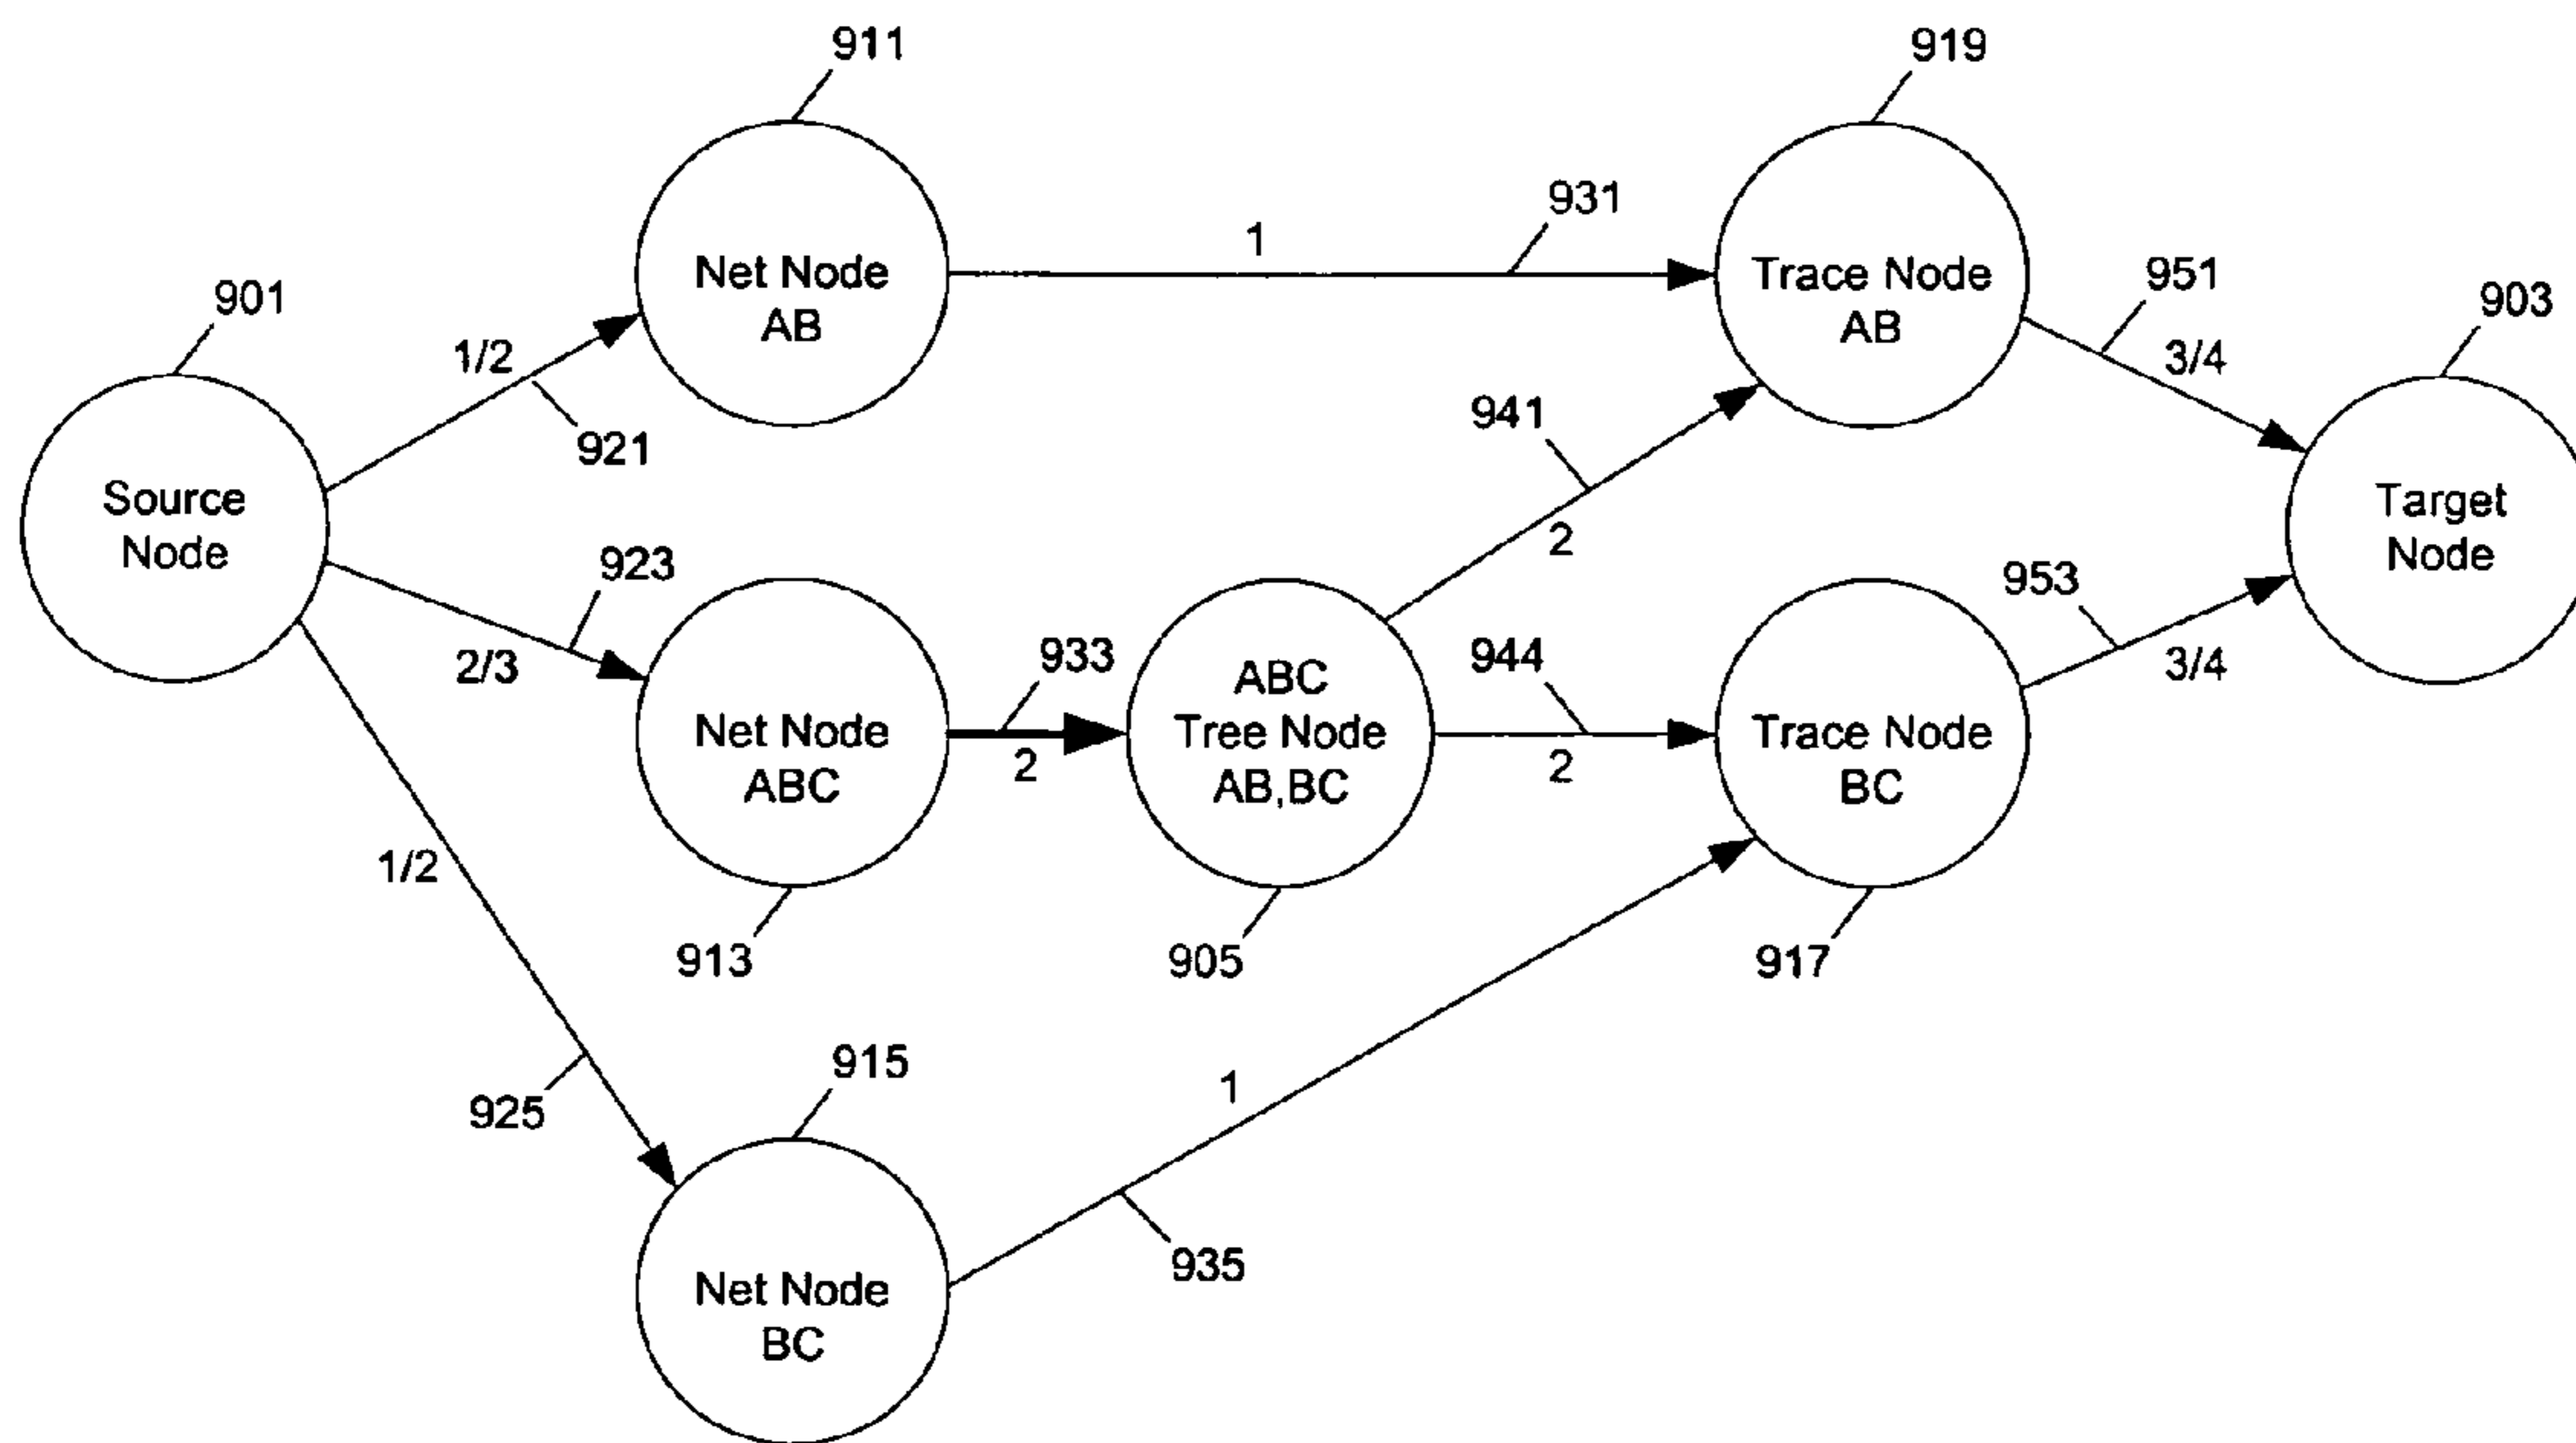 911
919
931
1
Net Node
AB
Trace Node
AB
951
901
903
1/2
3/4
921
941
Source
Node
Target
Node
2
923
953
2/3
933
944
3/4
ABC
Net Node
ABC
Tree Node
AB,BC
Trace Node
BC
2
2
1/2
913
905
917
915
1
925
935
Net Node
BC